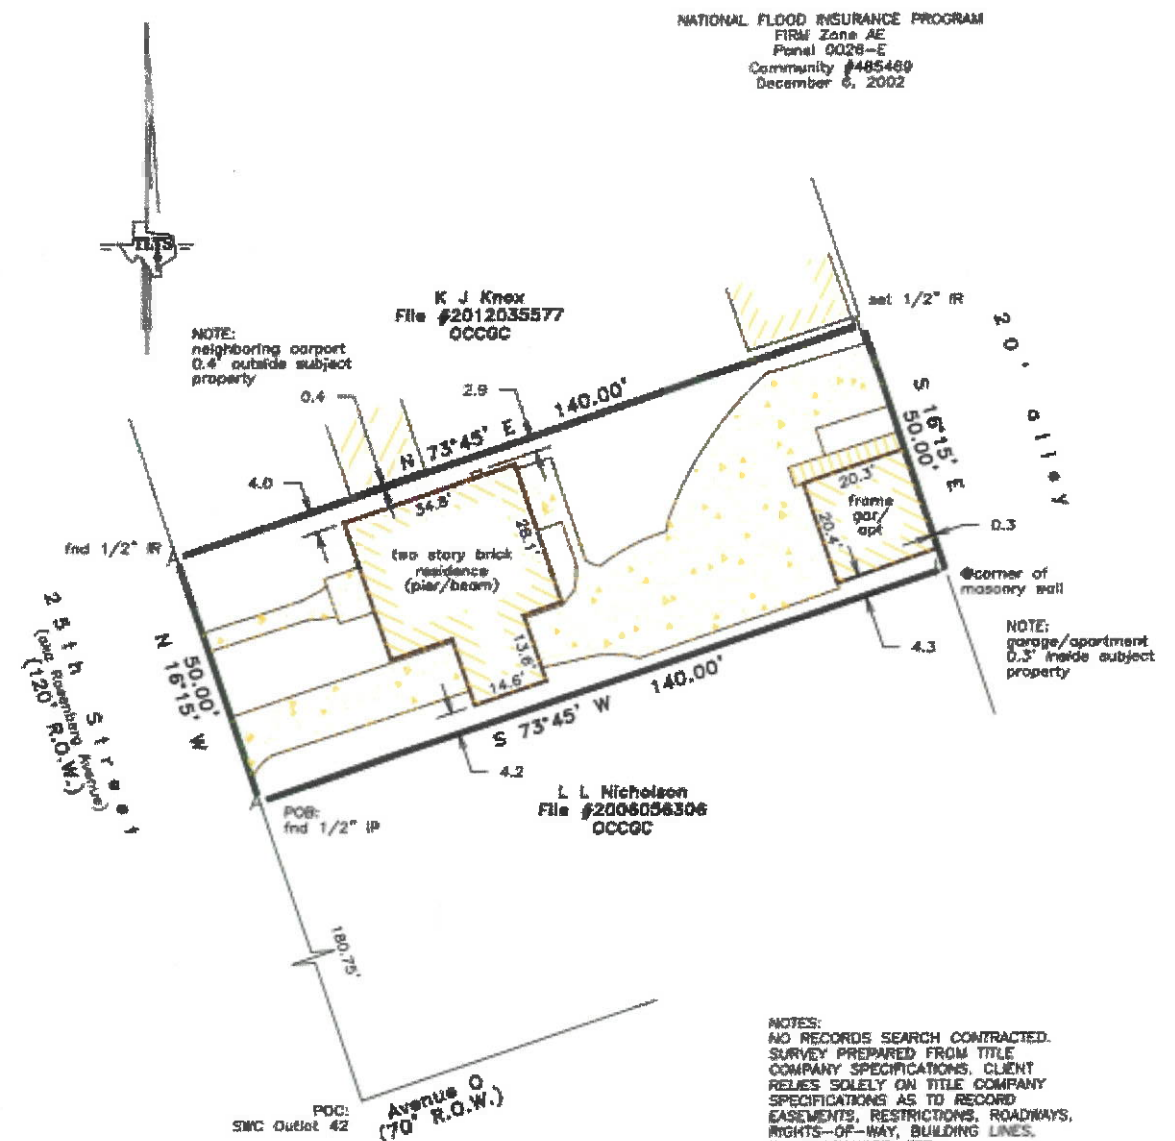 NATIONAL FLOOD INSURANCE PROGRAM
FIRM Zone AE
Panel 0026-E
Community #485469
December 6, 2002
TLTS
K J Knox
File #2012035577
OCCGC
set 1/2" IR
NOTE:
neighboring carport
0.4' outside subject
property
0.4
2.9
N 73°45' E 140.00'
20' alley
S 16°15' E
50.00'
4.0
34.8'
28.1'
20.3'
20.4'
frame
gar/
apt
0.3
fnd 1/2" IR
two story brick
residence
(pier/beam)
corner of
masonry wall
25th Street
(aka Rosenberg Avenue)
(120' R.O.W.)
N 16°15' W
50.00'
13.6'
14.6'
4.3
NOTE:
garage/apartment
0.3' inside subject
property
S 73°45' W 140.00'
4.2
L L Nicholson
File #2006056306
OCCGC
POB:
fnd 1/2" IP
180.75'
POC:
SWC Outlot 42
Avenue O
(70' R.O.W.)
NOTES:
NO RECORDS SEARCH CONTRACTED.
SURVEY PREPARED FROM TITLE
COMPANY SPECIFICATIONS. CLIENT
RELIES SOLELY ON TITLE COMPANY
SPECIFICATIONS AS TO RECORD
EASEMENTS, RESTRICTIONS, ROADWAYS,
RIGHTS-OF-WAY, BUILDING LINES,